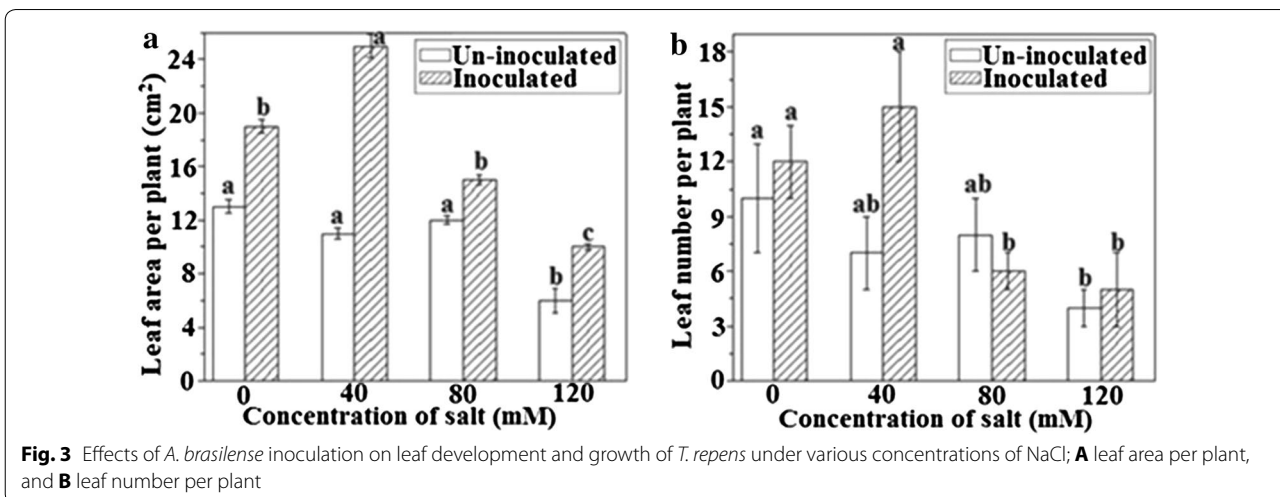 a
24
20
16
12
8
4
0
Leaf area per plant (cm²)
Un-inoculated
Inoculated
a b a a a b b c
0 40 80 120
Concentration of salt (mM)
b
18
15
12
9
6
3
0
Leaf number per plant
Un-inoculated
Inoculated
a a ab a ab b b b
0 40 80 120
Concentration of salt (mM)
Fig. 3 Effects of A. brasilense inoculation on leaf development and growth of T. repens under various concentrations of NaCl; A leaf area per plant,
and B leaf number per plant